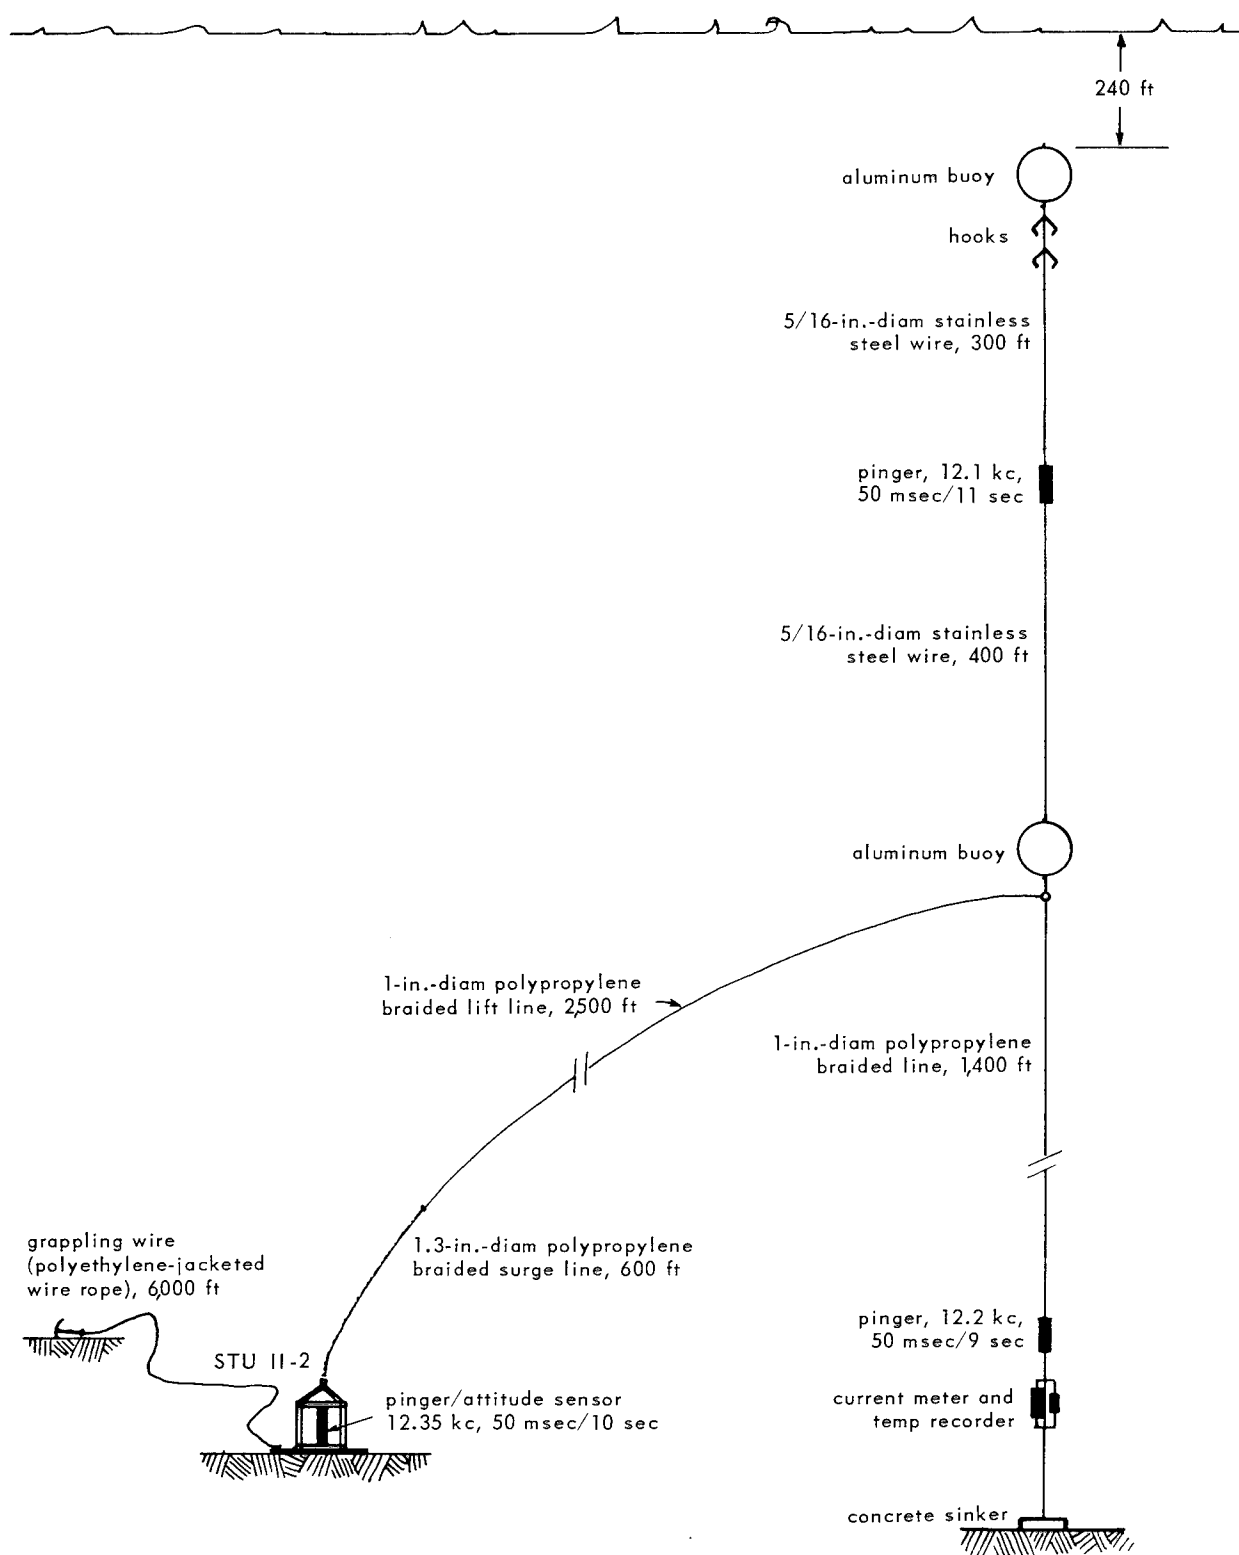 240 ft
aluminum buoy
hooks
5/16-in.-diam stainless
steel wire, 300 ft
pinger, 12.1 kc,
50 msec/11 sec
5/16-in.-diam stainless
steel wire, 400 ft
aluminum buoy
1-in.-diam polypropylene
braided lift line, 2,500 ft
1-in.-diam polypropylene
braided line, 1,400 ft
1.3-in.-diam polypropylene
braided surge line, 600 ft
grappling wire
(polyethylene-jacketed
wire rope), 6,000 ft
STU II-2
pinger/attitude sensor
12.35 kc, 50 msec/10 sec
pinger, 12.2 kc,
50 msec/9 sec
current meter and
temp recorder
concrete sinker